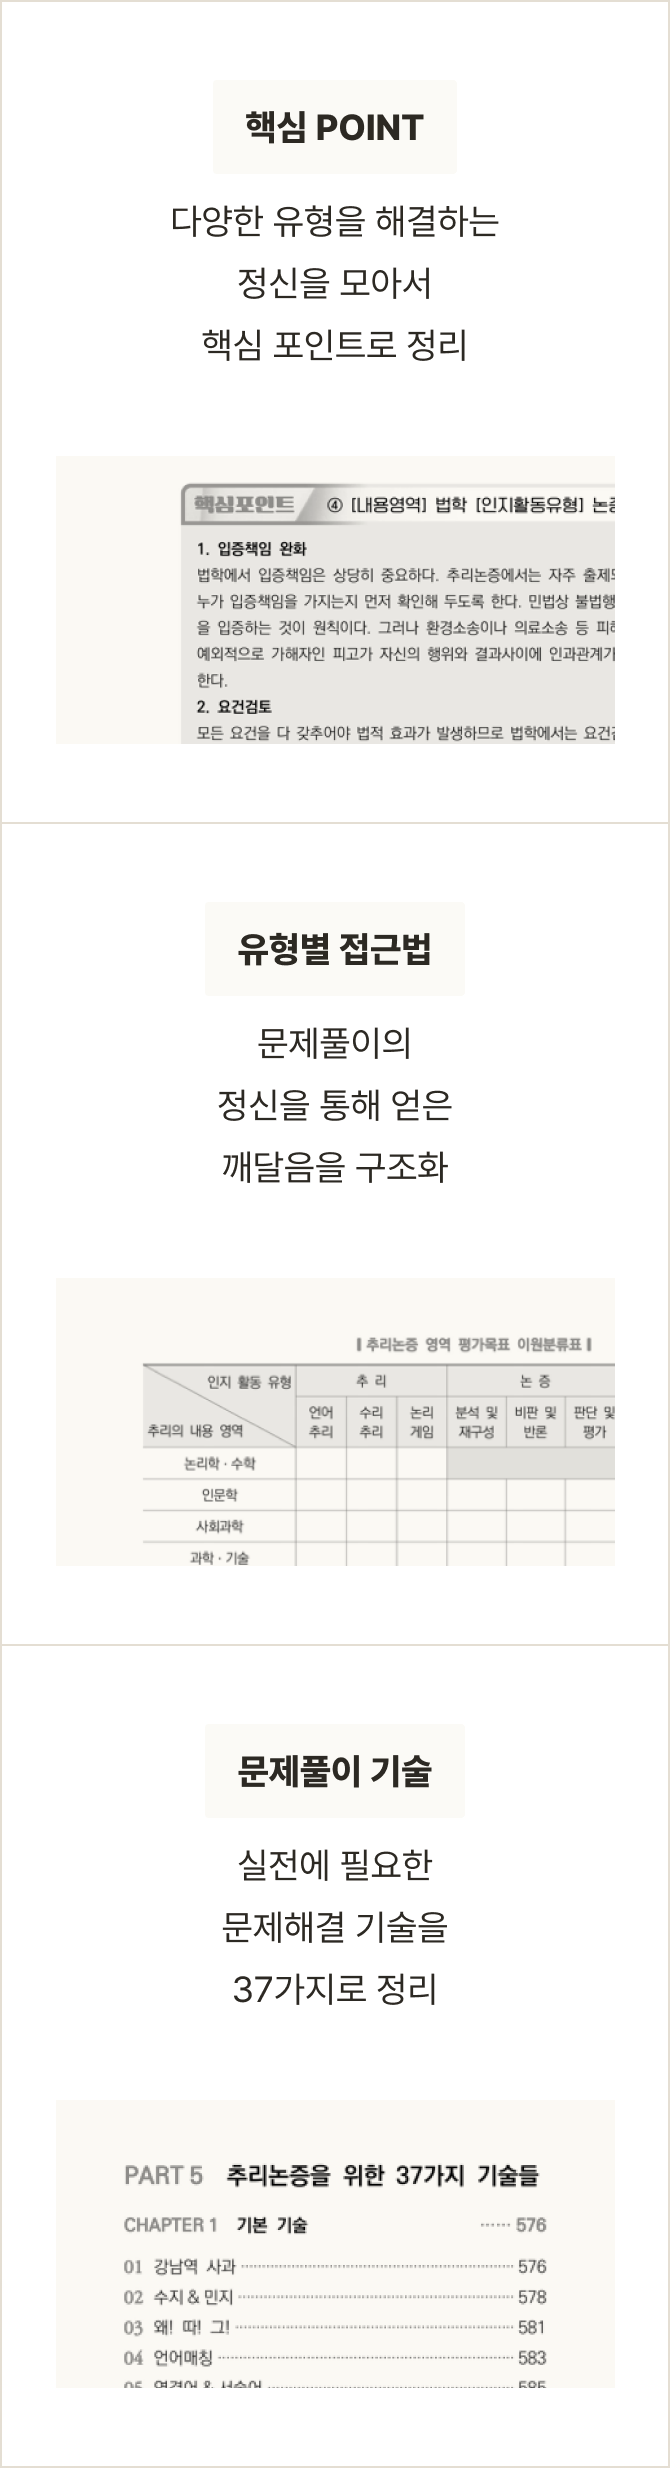 핵심 POINT
다양한 유형을 해결하는
정신을 모아서
핵심 포인트로 정리
핵심포인트 ④ [내용영역] 법학 [인지활동유형] 논증
1. 입증책임 완화
법학에서 입증책임은 상당히 중요하다. 추리논증에서는 자주 출제되
누가 입증책임을 가지는지 먼저 확인해 두도록 한다. 민법상 불법행
을 입증하는 것이 원칙이다. 그러나 환경소송이나 의료소송 등 피해
예외적으로 가해자인 피고가 자신의 행위와 결과사이에 인과관계가
한다.
2. 요건검토
모든 요건을 다 갖추어야 법적 효과가 발생하므로 법학에서는 요건검
유형별 접근법
문제풀이의
정신을 통해 얻은
깨달음을 구조화
추리논증 영역 평가목표 이원분류표
인지 활동 유형 추 리 논 증
추리의 내용 영역 언어 추리 수리 추리 논리 게임 분석 및 재구성 비판 및 반론 판단 및 평가
논리학 · 수학
인문학
사회과학
과학 · 기술
문제풀이 기술
실전에 필요한
문제해결 기술을
37가지로 정리
PART 5 추리논증을 위한 37가지 기술들
CHAPTER 1 기본 기술 ······ 576
01 강남역 사과 576
02 수지 & 민지 578
03 왜! 따! 그! 581
04 언어매칭 583